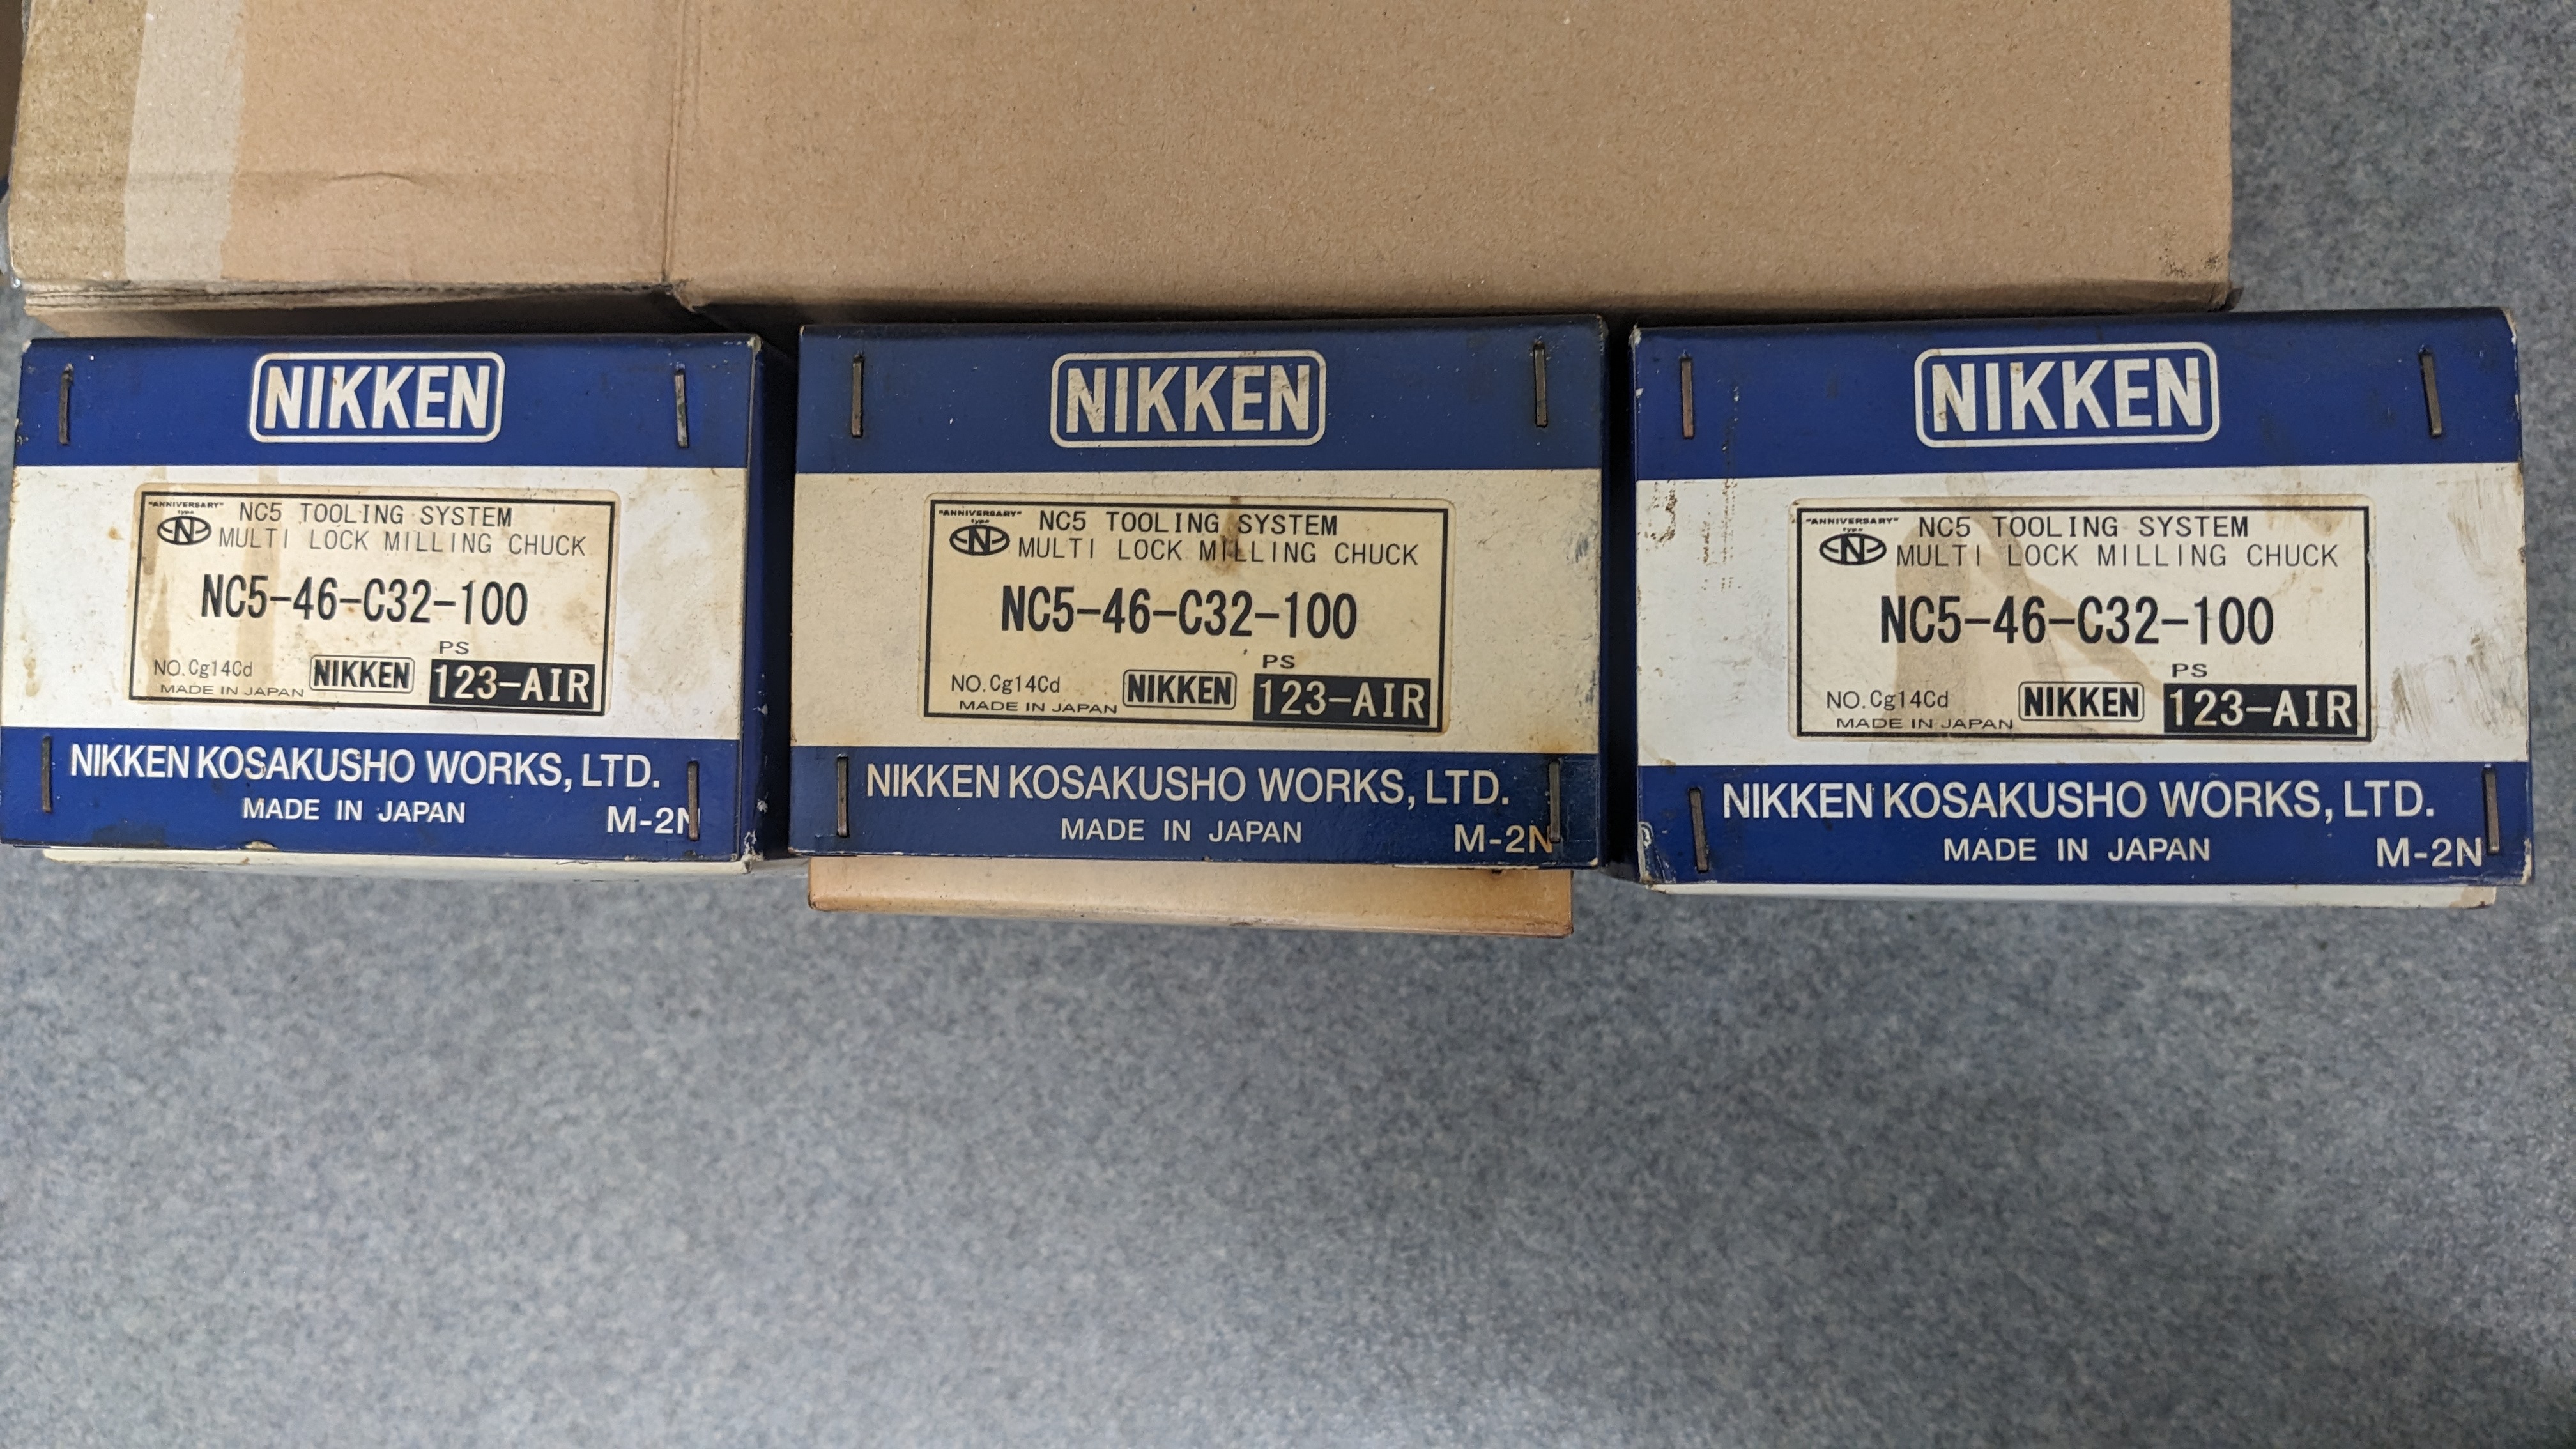 NIKKEN
"ANNIVERSARY"
type
N
NC5 TOOLING SYSTEM
MULTI LOCK MILLING CHUCK
NC5-46-C32-100
PS
NO.Cg14Cd
MADE IN JAPAN
NIKKEN
123-AIR
NIKKEN KOSAKUSHO WORKS, LTD.
MADE IN JAPAN
M-2N
NIKKEN
"ANNIVERSARY"
type
N
NC5 TOOLING SYSTEM
MULTI LOCK MILLING CHUCK
NC5-46-C32-100
PS
NO.Cg14Cd
MADE IN JAPAN
NIKKEN
123-AIR
NIKKEN KOSAKUSHO WORKS, LTD.
MADE IN JAPAN
M-2N
NIKKEN
"ANNIVERSARY"
type
N
NC5 TOOLING SYSTEM
MULTI LOCK MILLING CHUCK
NC5-46-C32-100
PS
NO.Cg14Cd
MADE IN JAPAN
NIKKEN
123-AIR
NIKKEN KOSAKUSHO WORKS, LTD.
MADE IN JAPAN
M-2N